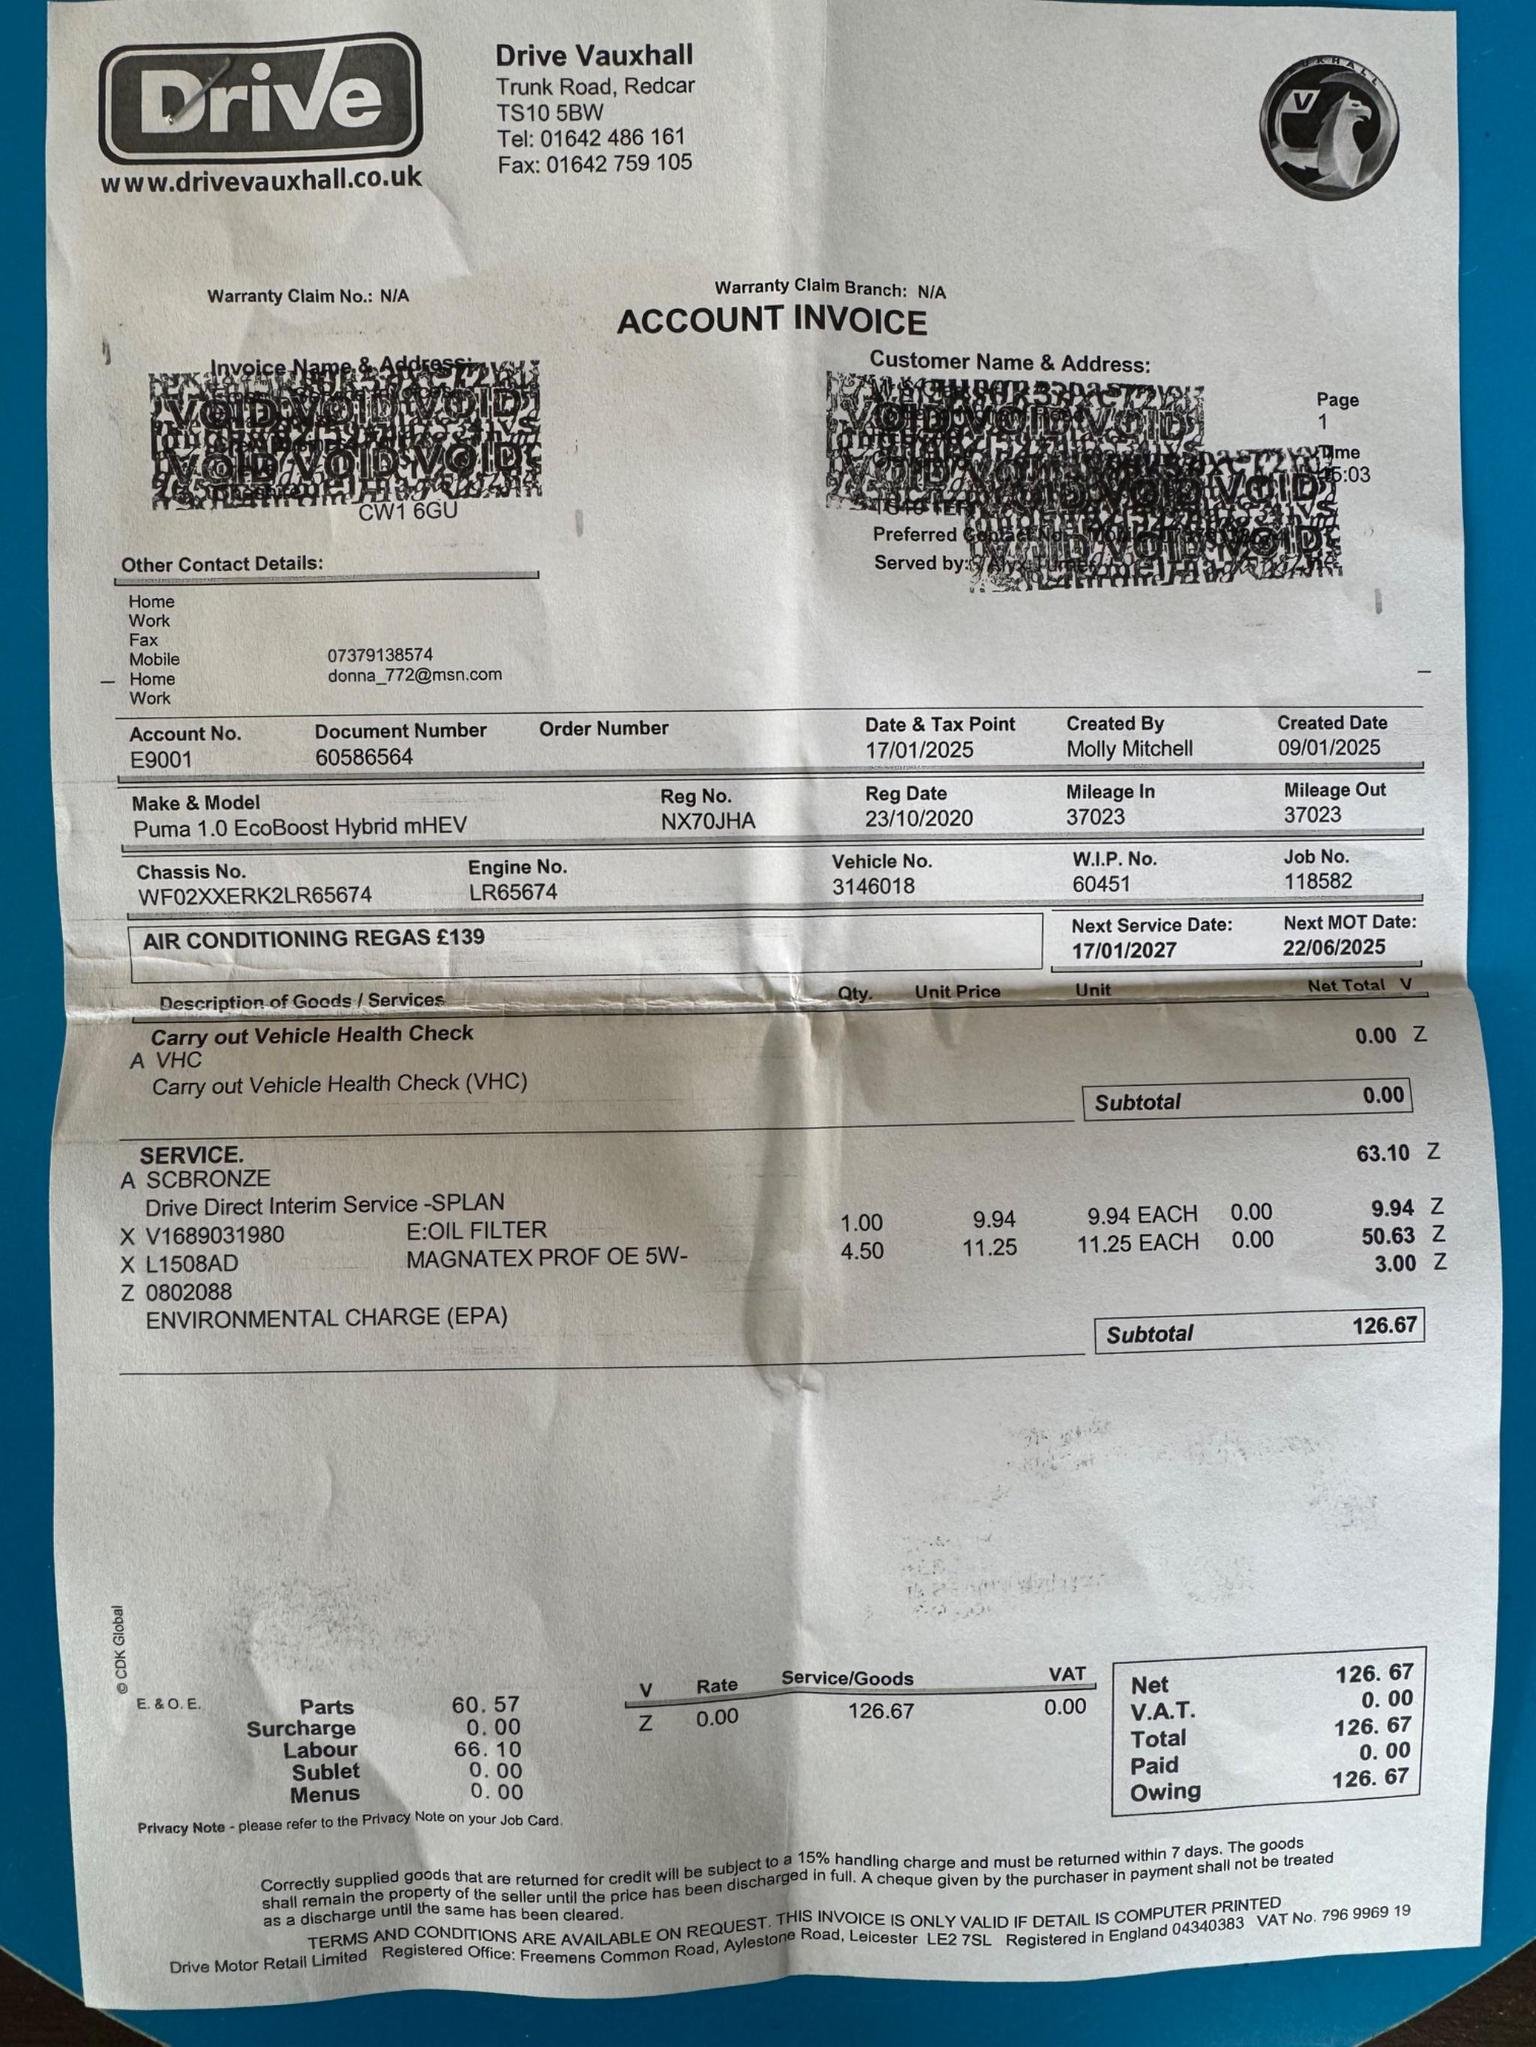 Drive
www.drivevauxhall.co.uk
Drive Vauxhall
Trunk Road, Redcar
TS10 5BW
Tel: 01642 486 161
Fax: 01642 759 105
VAUXHALL
V
Warranty Claim No.: N/A
Warranty Claim Branch: N/A
ACCOUNT INVOICE
Invoice Name & Address:
VOID VOID VOID
VOID VOID VOID
CW1 6GU
Customer Name & Address:
VOID VOID VOID
Page
1
Time
Preferred Contact No
Served by:
Other Contact Details:
Home
Work
Fax
Mobile 07379138574
Home donna_772@msn.com
Work
Account No. Document Number Order Number Date & Tax Point Created By Created Date
E9001 60586564 17/01/2025 Molly Mitchell 09/01/2025
Make & Model Reg No. Reg Date Mileage In Mileage Out
Puma 1.0 EcoBoost Hybrid mHEV NX70JHA 23/10/2020 37023 37023
Chassis No. Engine No. Vehicle No. W.I.P. No. Job No.
WF02XXERK2LR65674 LR65674 3146018 60451 118582
AIR CONDITIONING REGAS £139
Next Service Date: Next MOT Date:
17/01/2027 22/06/2025
Description of Goods / Services Qty. Unit Price Unit Net Total V
Carry out Vehicle Health Check 0.00 Z
A VHC
Carry out Vehicle Health Check (VHC)
Subtotal 0.00
SERVICE. 63.10 Z
A SCBRONZE
Drive Direct Interim Service -SPLAN
X V1689031980 E:OIL FILTER 1.00 9.94 9.94 EACH 0.00 9.94 Z
X L1508AD MAGNATEX PROF OE 5W- 4.50 11.25 11.25 EACH 0.00 50.63 Z
Z 0802088 3.00 Z
ENVIRONMENTAL CHARGE (EPA)
Subtotal 126.67
© CDK Global
E. & O. E.
Parts 60.57
Surcharge 0.00
Labour 66.10
Sublet 0.00
Menus 0.00
V Rate Service/Goods VAT
Z 0.00 126.67 0.00
Net 126.67
V.A.T. 0.00
Total 126.67
Paid 0.00
Owing 126.67
Privacy Note - please refer to the Privacy Note on your Job Card.
Correctly supplied goods that are returned for credit will be subject to a 15% handling charge and must be returned within 7 days. The goods
shall remain the property of the seller until the price has been discharged in full. A cheque given by the purchaser in payment shall not be treated
as a discharge until the same has been cleared.
TERMS AND CONDITIONS ARE AVAILABLE ON REQUEST. THIS INVOICE IS ONLY VALID IF DETAIL IS COMPUTER PRINTED
Drive Motor Retail Limited Registered Office: Freemens Common Road, Aylestone Road, Leicester LE2 7SL Registered in England 04340383 VAT No. 796 9969 19